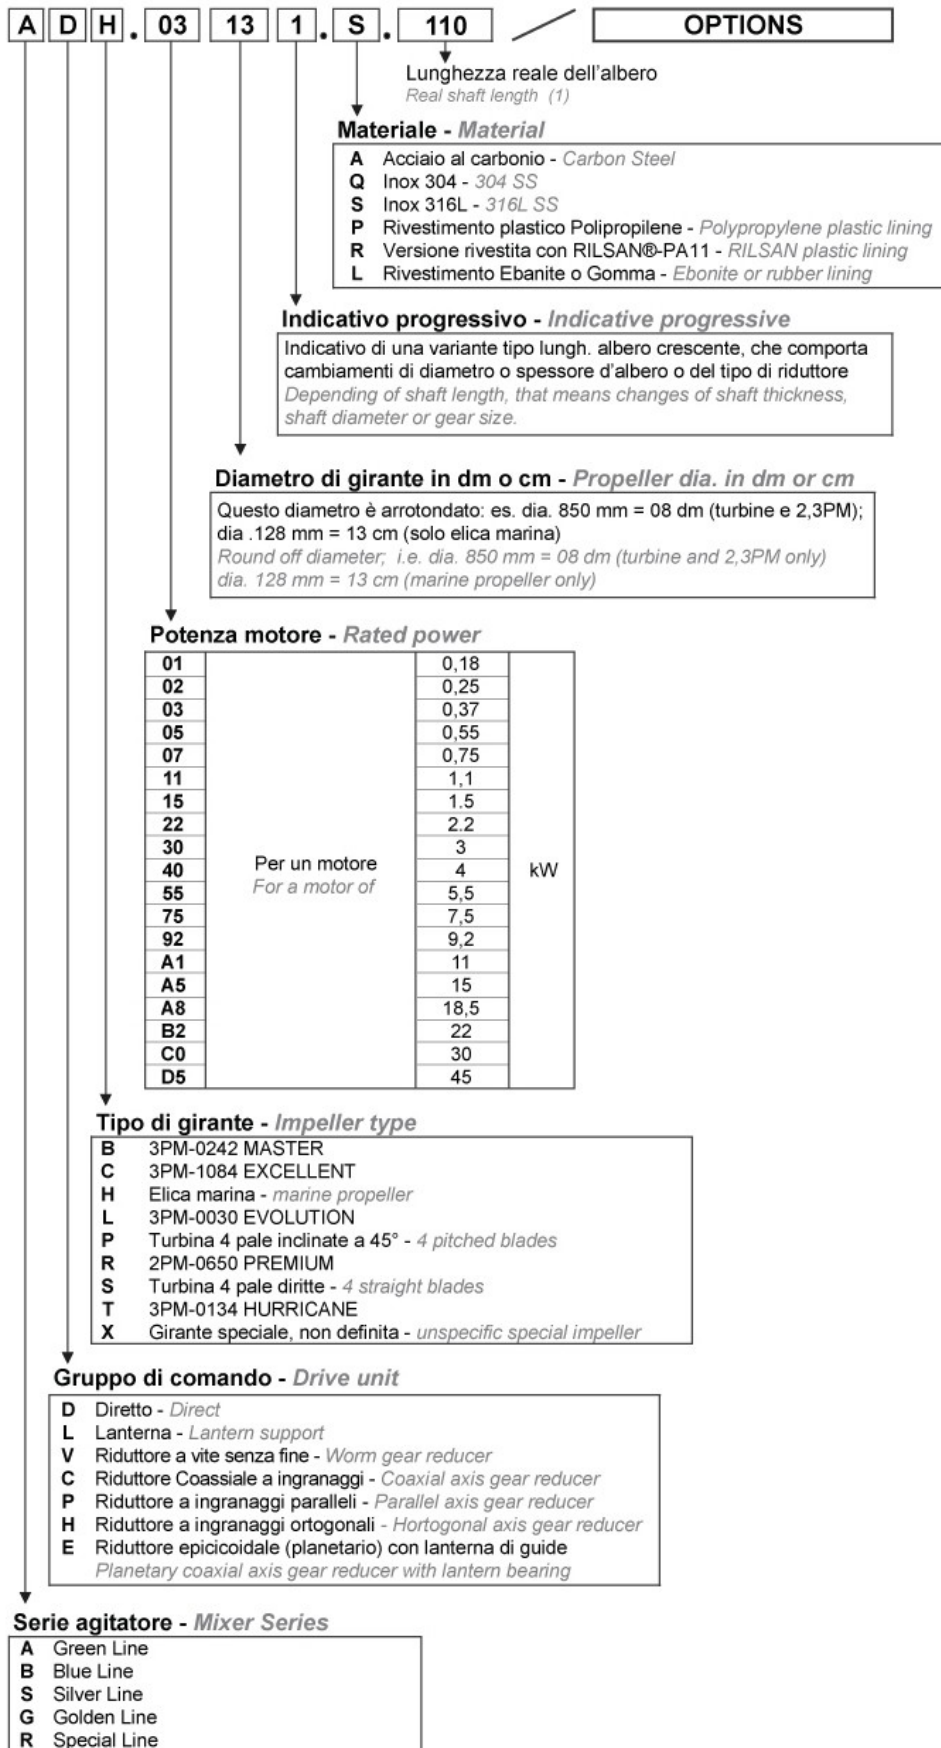 A D H . 03 13 1 . S . 110 / OPTIONS
Lunghezza reale dell'albero
Real shaft length (1)
Materiale - Material
A Acciaio al carbonio - Carbon Steel
Q Inox 304 - 304 SS
S Inox 316L - 316L SS
P Rivestimento plastico Polipropilene - Polypropylene plastic lining
R Versione rivestita con RILSAN®-PA11 - RILSAN plastic lining
L Rivestimento Ebanite o Gomma - Ebonite or rubber lining
Indicativo progressivo - Indicative progressive
Indicativo di una variante tipo lungh. albero crescente, che comporta
cambiamenti di diametro o spessore d'albero o del tipo di riduttore
Depending of shaft length, that means changes of shaft thickness,
shaft diameter or gear size.
Diametro di girante in dm o cm - Propeller dia. in dm or cm
Questo diametro è arrotondato: es. dia. 850 mm = 08 dm (turbine e 2,3PM);
dia .128 mm = 13 cm (solo elica marina)
Round off diameter; i.e. dia. 850 mm = 08 dm (turbine and 2,3PM only)
dia. 128 mm = 13 cm (marine propeller only)
Potenza motore - Rated power
01 0,18
02 0,25
03 0,37
05 0,55
07 0,75
11 1,1
15 1.5
22 2.2
30 3
40 Per un motore 4 kW
For a motor of
55 5,5
75 7,5
92 9,2
A1 11
A5 15
A8 18,5
B2 22
C0 30
D5 45
Tipo di girante - Impeller type
B 3PM-0242 MASTER
C 3PM-1084 EXCELLENT
H Elica marina - marine propeller
L 3PM-0030 EVOLUTION
P Turbina 4 pale inclinate a 45° - 4 pitched blades
R 2PM-0650 PREMIUM
S Turbina 4 pale diritte - 4 straight blades
T 3PM-0134 HURRICANE
X Girante speciale, non definita - unspecific special impeller
Gruppo di comando - Drive unit
D Diretto - Direct
L Lanterna - Lantern support
V Riduttore a vite senza fine - Worm gear reducer
C Riduttore Coassiale a ingranaggi - Coaxial axis gear reducer
P Riduttore a ingranaggi paralleli - Parallel axis gear reducer
H Riduttore a ingranaggi ortogonali - Hortogonal axis gear reducer
E Riduttore epicicoidale (planetario) con lanterna di guide
Planetary coaxial axis gear reducer with lantern bearing
Serie agitatore - Mixer Series
A Green Line
B Blue Line
S Silver Line
G Golden Line
R Special Line